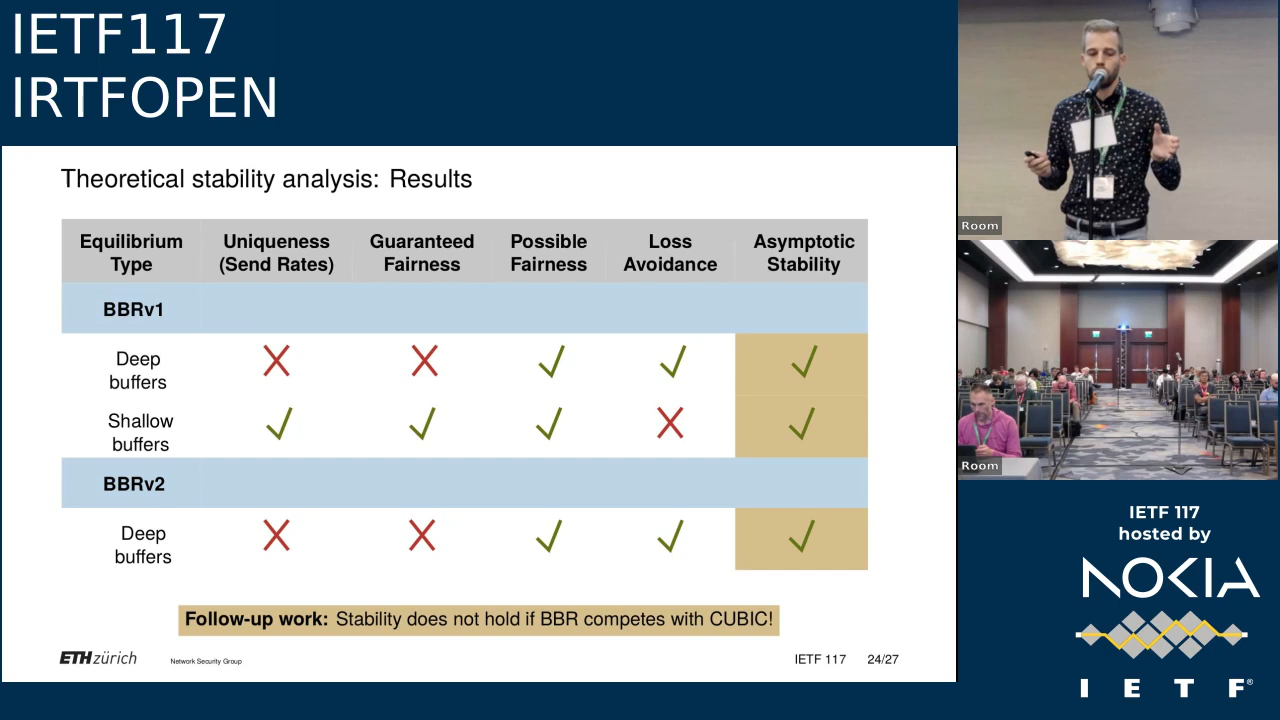 IETF117
IRTFOPEN
Theoretical stability analysis: Results
Equilibrium Type
Uniqueness (Send Rates)
Guaranteed Fairness
Possible Fairness
Loss Avoidance
Asymptotic Stability
BBRv1
Deep buffers
Shallow buffers
BBRv2
Deep buffers
Follow-up work: Stability does not hold if BBR competes with CUBIC!
ETH zürich
Network Security Group
IETF 117
24/27
Room
Room
IETF 117
hosted by
NOKIA
I E T F®